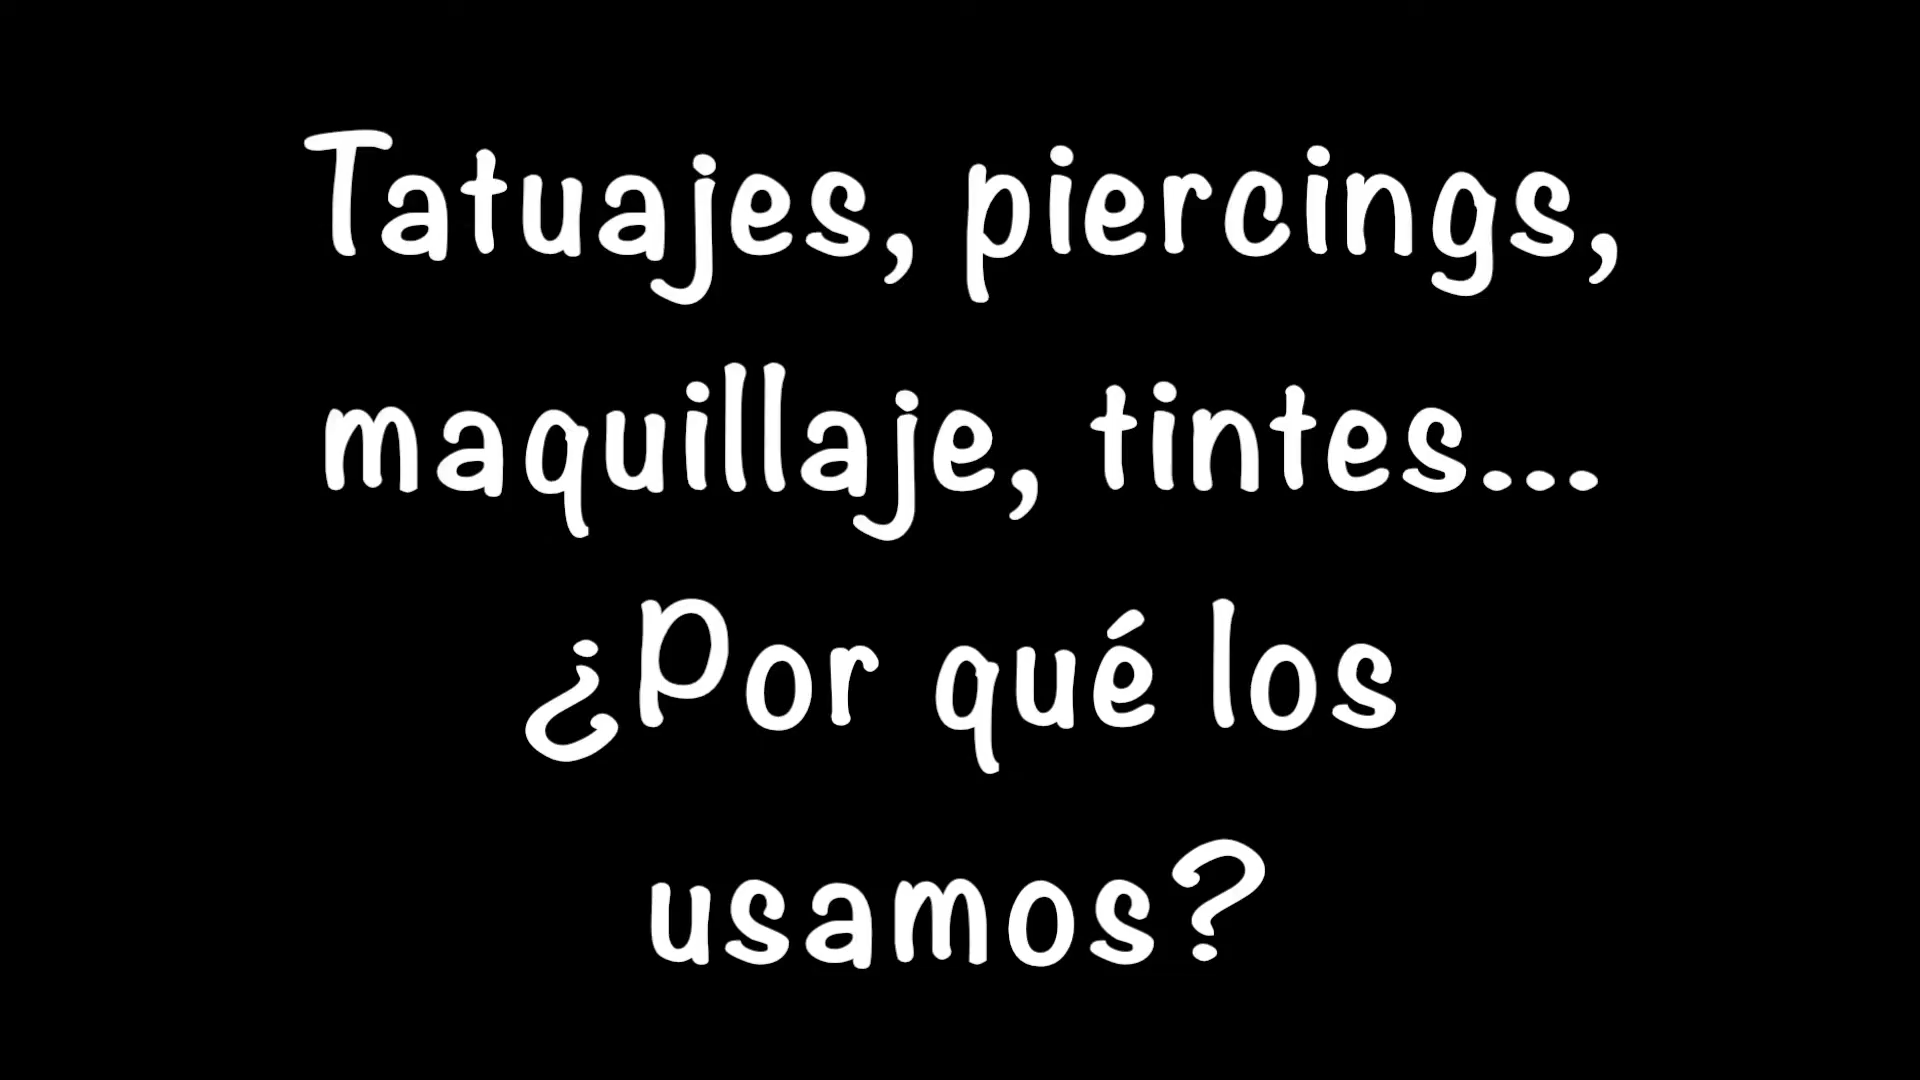 Tatuajes, piercings,
maquillaje, tintes...
¿Por qué los
usamos?